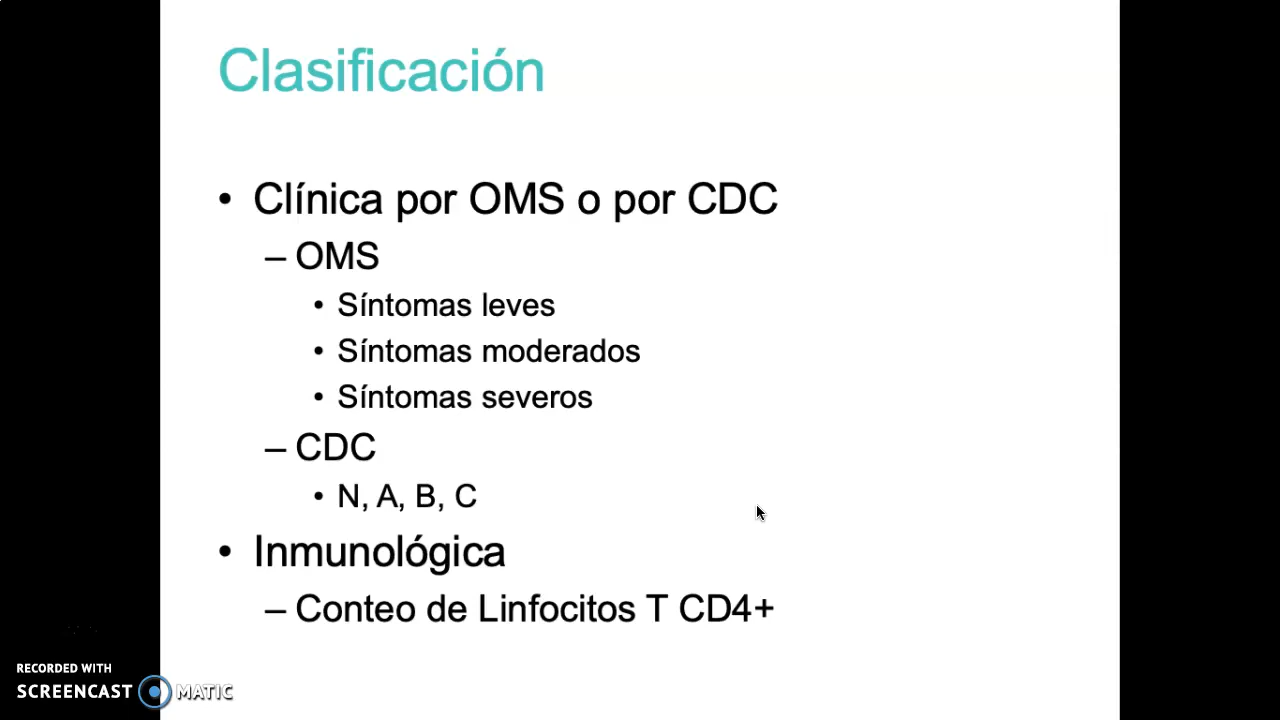 Clasificación
• Clínica por OMS o por CDC
– OMS
• Síntomas leves
• Síntomas moderados
• Síntomas severos
– CDC
• N, A, B, C
• Inmunológica
– Conteo de Linfocitos T CD4+
RECORDED WITH
SCREENCAST MATIC